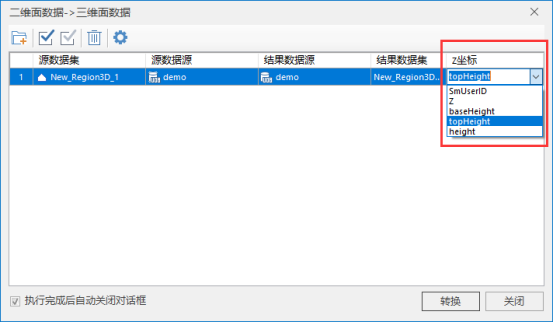 二维面数据->三维面数据
源数据集 源数据源 结果数据源 结果数据集 Z坐标
1 New_Region3D_1 demo demo New_Region3D... topHeight
SmUserID
Z
baseHeight
topHeight
height
执行完成后自动关闭对话框 转换 关闭